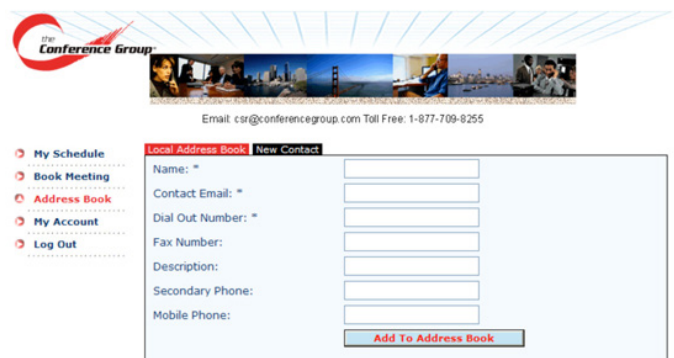 the
Conference Group
Email: csr@conferencegroup.com Toll Free: 1-877-709-8255
My Schedule
Book Meeting
Address Book
My Account
Log Out
Local Address Book New Contact
Name: *
Contact Email: *
Dial Out Number: *
Fax Number:
Description:
Secondary Phone:
Mobile Phone:
Add To Address Book